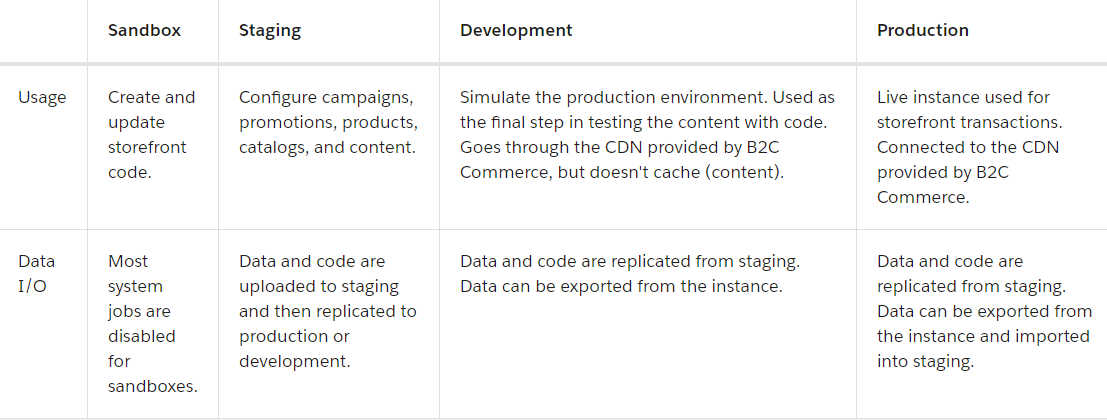 Sandbox
Staging
Development
Production
Usage
Create and
update
storefront
code.
Configure campaigns,
promotions, products,
catalogs, and content.
Simulate the production environment. Used as
the final step in testing the content with code.
Goes through the CDN provided by B2C
Commerce, but doesn't cache (content).
Live instance used for
storefront transactions.
Connected to the CDN
provided by B2C
Commerce.
Data
I/O
Most
system
jobs are
disabled
for
sandboxes.
Data and code are
uploaded to staging
and then replicated to
production or
development.
Data and code are replicated from staging.
Data can be exported from the instance.
Data and code are
replicated from staging.
Data can be exported from
the instance and imported
into staging.